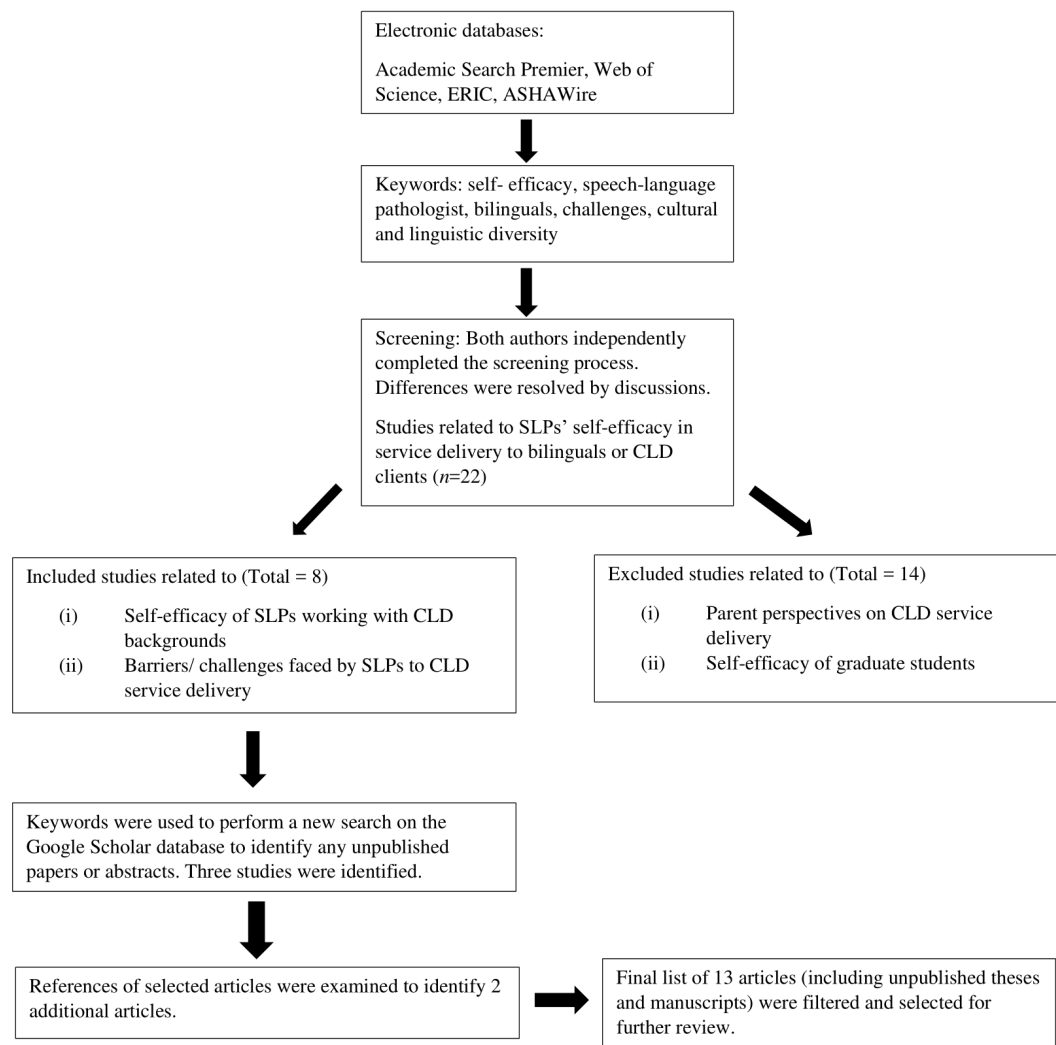 Electronic databases:
Academic Search Premier, Web of
Science, ERIC, ASHAWire
Keywords: self- efficacy, speech-language
pathologist, bilinguals, challenges, cultural
and linguistic diversity
Screening: Both authors independently
completed the screening process.
Differences were resolved by discussions.
Studies related to SLPs’ self-efficacy in
service delivery to bilinguals or CLD
clients (n=22)
Included studies related to (Total = 8)
(i) Self-efficacy of SLPs working with CLD
backgrounds
(ii) Barriers/ challenges faced by SLPs to CLD
service delivery
Excluded studies related to (Total = 14)
(i) Parent perspectives on CLD service
delivery
(ii) Self-efficacy of graduate students
Keywords were used to perform a new search on the
Google Scholar database to identify any unpublished
papers or abstracts. Three studies were identified.
References of selected articles were examined to identify 2
additional articles.
Final list of 13 articles (including unpublished theses
and manuscripts) were filtered and selected for
further review.